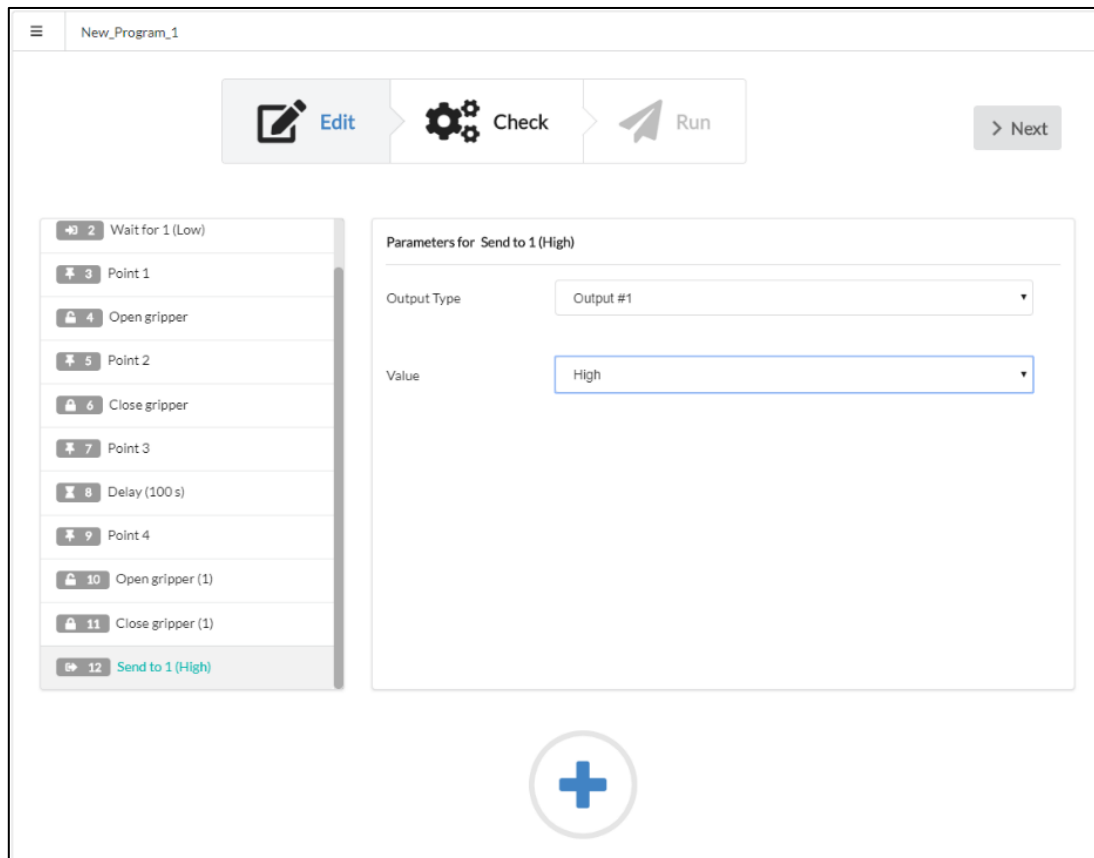 New_Program_1
Edit
Check
Run
Next
2 Wait for 1 (Low)
3 Point 1
4 Open gripper
5 Point 2
6 Close gripper
7 Point 3
8 Delay (100 s)
9 Point 4
10 Open gripper (1)
11 Close gripper (1)
12 Send to 1 (High)
Parameters for Send to 1 (High)
Output Type Output #1
Value High